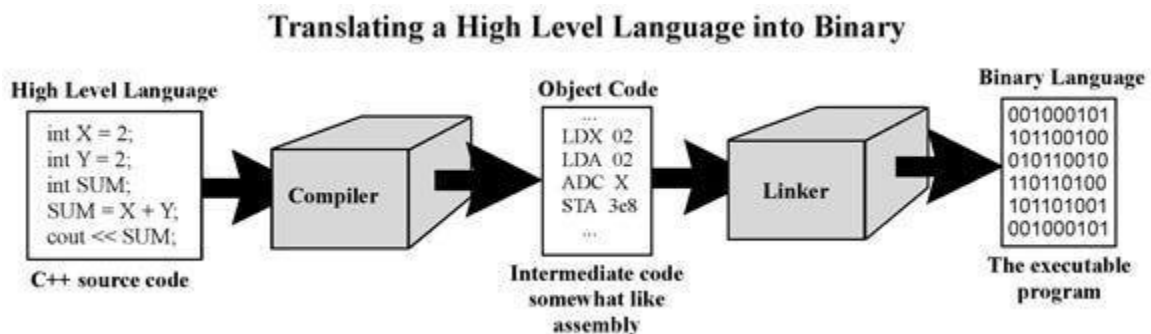 Translating a High Level Language into Binary
High Level Language
int X = 2;
int Y = 2;
int SUM;
SUM = X + Y;
cout << SUM;
C++ source code
Compiler
Object Code
...
LDX 02
LDA 02
ADC X
STA 3e8
...
Intermediate code
somewhat like
assembly
Linker
Binary Language
001000101
101100100
010110010
110110100
101101001
001000101
The executable
program